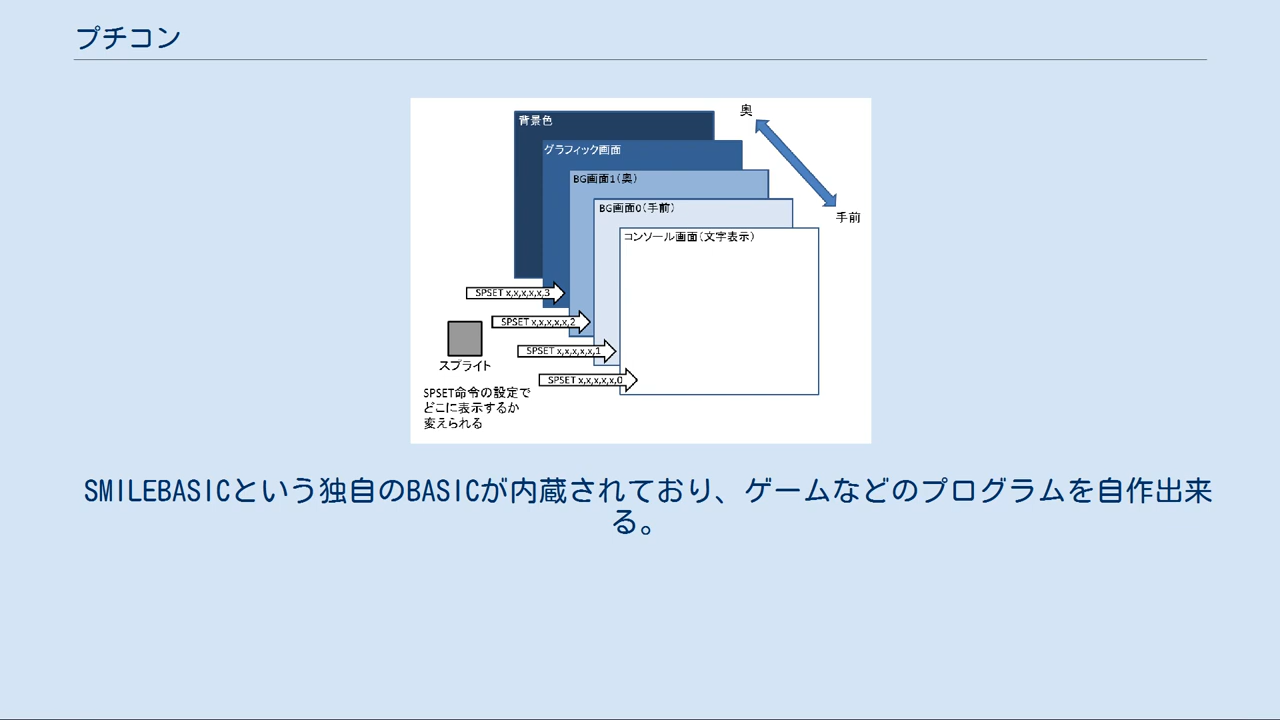 プチコン
奥
背景色
グラフィック画面
BG画面1(奥)
BG画面0(手前)
手前
コンソール画面(文字表示)
SPSET x,x,x,x,x,3
SPSET x,x,x,x,x,2
SPSET x,x,x,x,x,1
スプライト
SPSET x,x,x,x,x,0
SPSET命令の設定で
どこに表示するか
変えられる
SMILEBASICという独自のBASICが内蔵されており、ゲームなどのプログラムを自作出来
る。